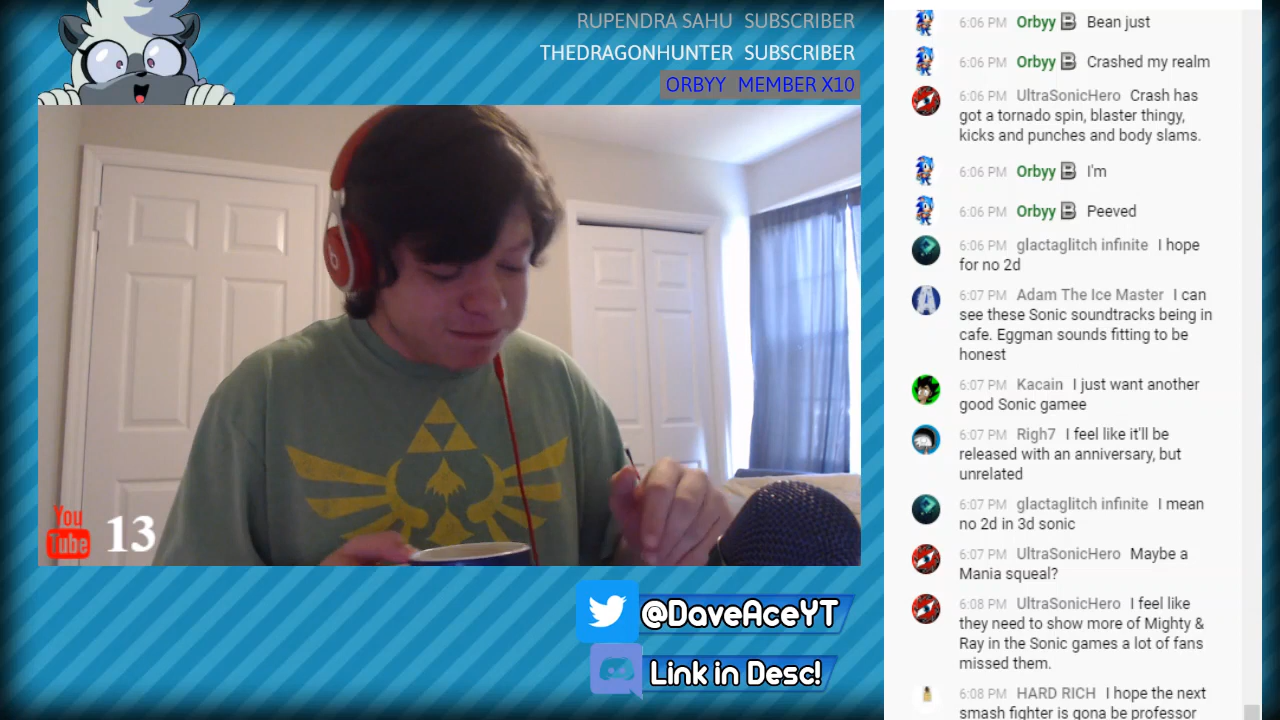 RUPENDRA SAHU SUBSCRIBER
THEDRAGONHUNTER SUBSCRIBER
ORBYY MEMBER X10
You
Tube 13
@DaveAceYT
Link in Desc!
6:06 PM Orbyy Bean just
6:06 PM Orbyy Crashed my realm
6:06 PM UltraSonicHero Crash has
got a tornado spin, blaster thingy,
kicks and punches and body slams.
6:06 PM Orbyy I'm
6:06 PM Orbyy Peeved
6:06 PM glactaglitch infinite I hope
for no 2d
6:07 PM Adam The Ice Master I can
see these Sonic soundtracks being in
cafe. Eggman sounds fitting to be
honest
6:07 PM Kacain I just want another
good Sonic gamee
6:07 PM Righ7 I feel like it'll be
released with an anniversary, but
unrelated
6:07 PM glactaglitch infinite I mean
no 2d in 3d sonic
6:07 PM UltraSonicHero Maybe a
Mania squeal?
6:08 PM UltraSonicHero I feel like
they need to show more of Mighty &
Ray in the Sonic games a lot of fans
missed them.
6:08 PM HARD RICH I hope the next
smash fighter is gona be professor